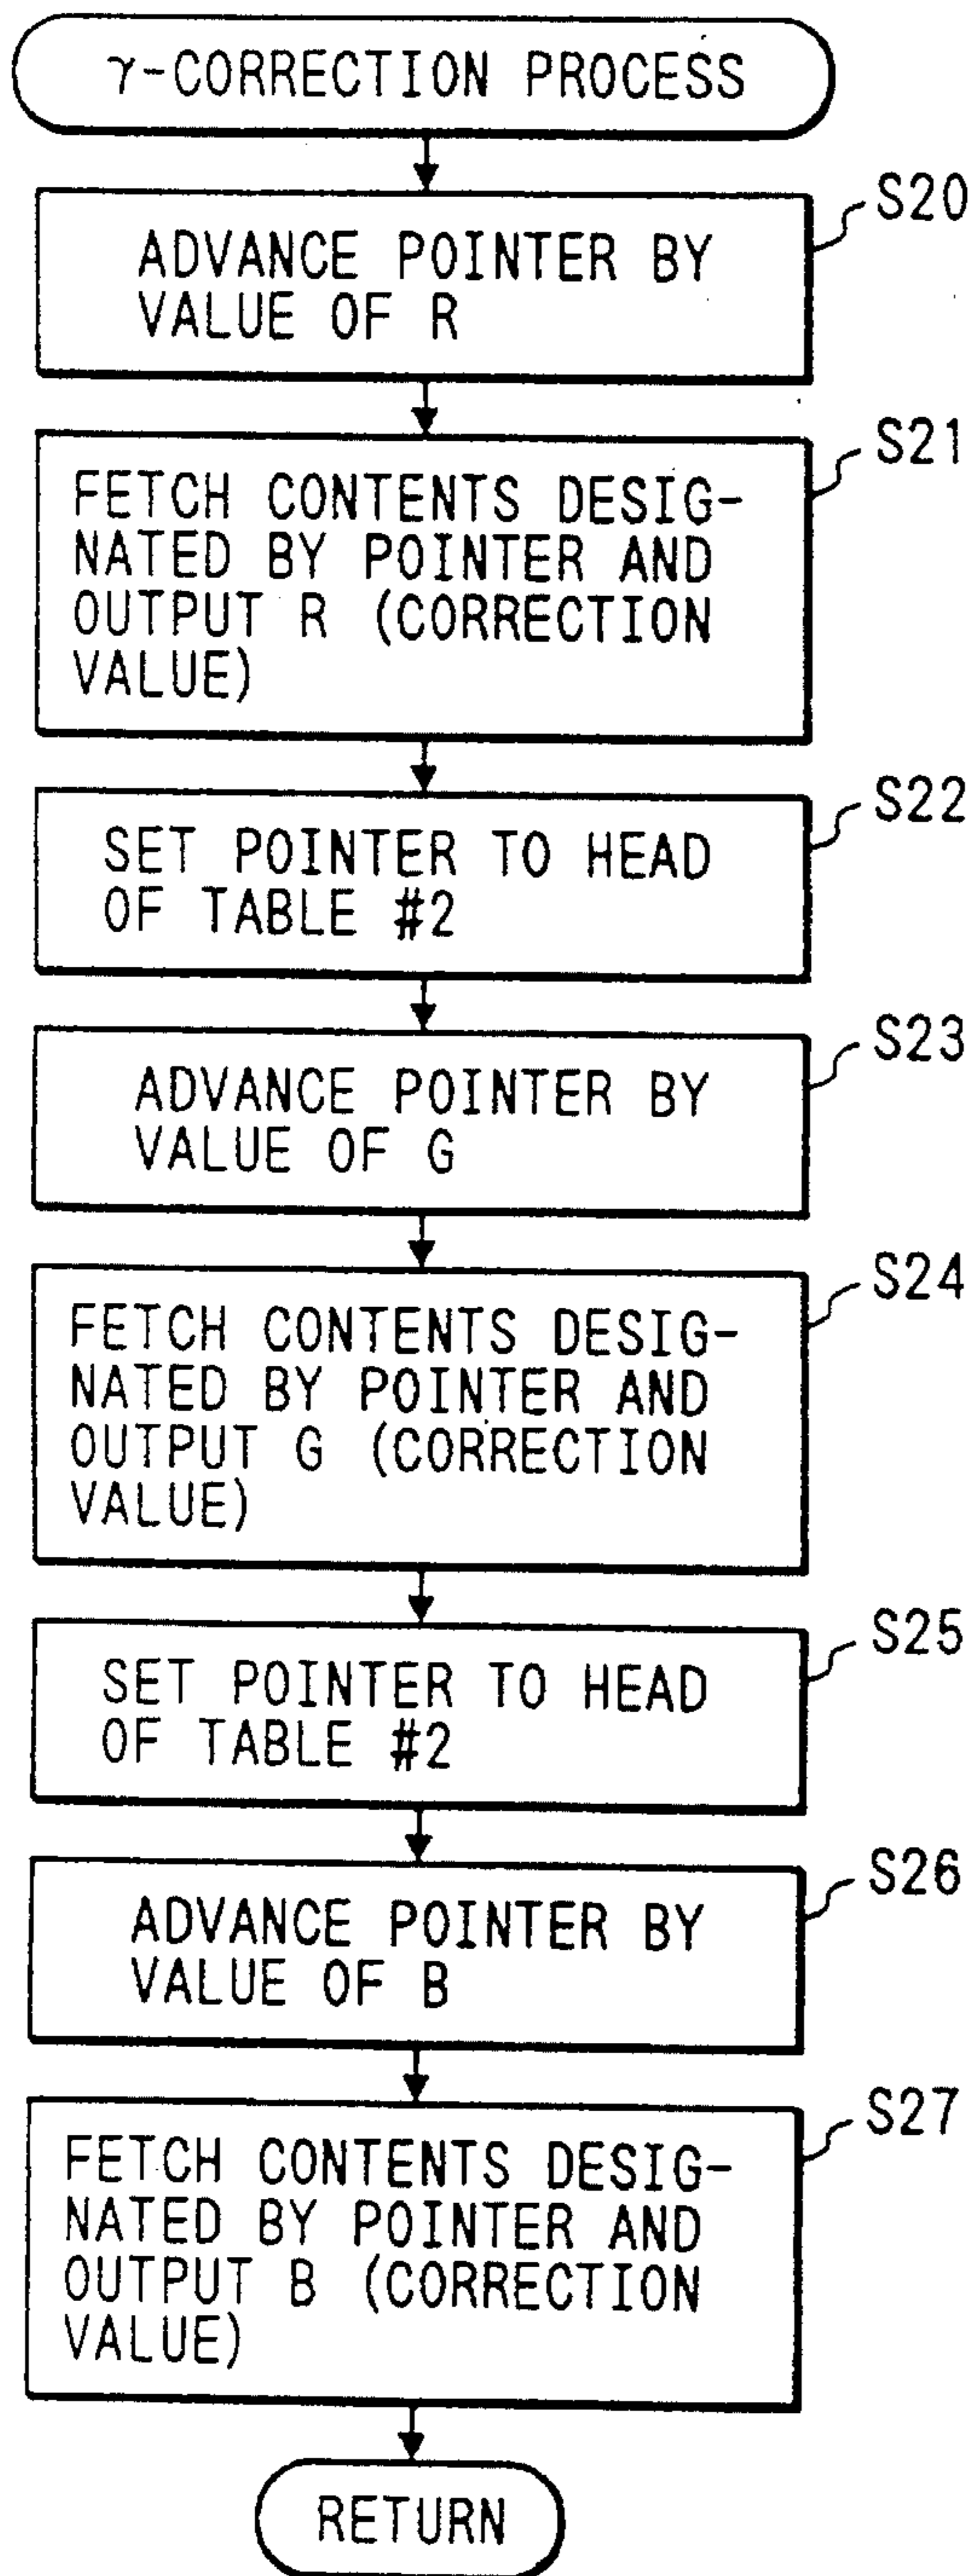 γ-CORRECTION PROCESS
S20
ADVANCE POINTER BY
VALUE OF R
S21
FETCH CONTENTS DESIG-
NATED BY POINTER AND
OUTPUT R (CORRECTION
VALUE)
S22
SET POINTER TO HEAD
OF TABLE #2
S23
ADVANCE POINTER BY
VALUE OF G
S24
FETCH CONTENTS DESIG-
NATED BY POINTER AND
OUTPUT G (CORRECTION
VALUE)
S25
SET POINTER TO HEAD
OF TABLE #2
S26
ADVANCE POINTER BY
VALUE OF B
S27
FETCH CONTENTS DESIG-
NATED BY POINTER AND
OUTPUT B (CORRECTION
VALUE)
RETURN